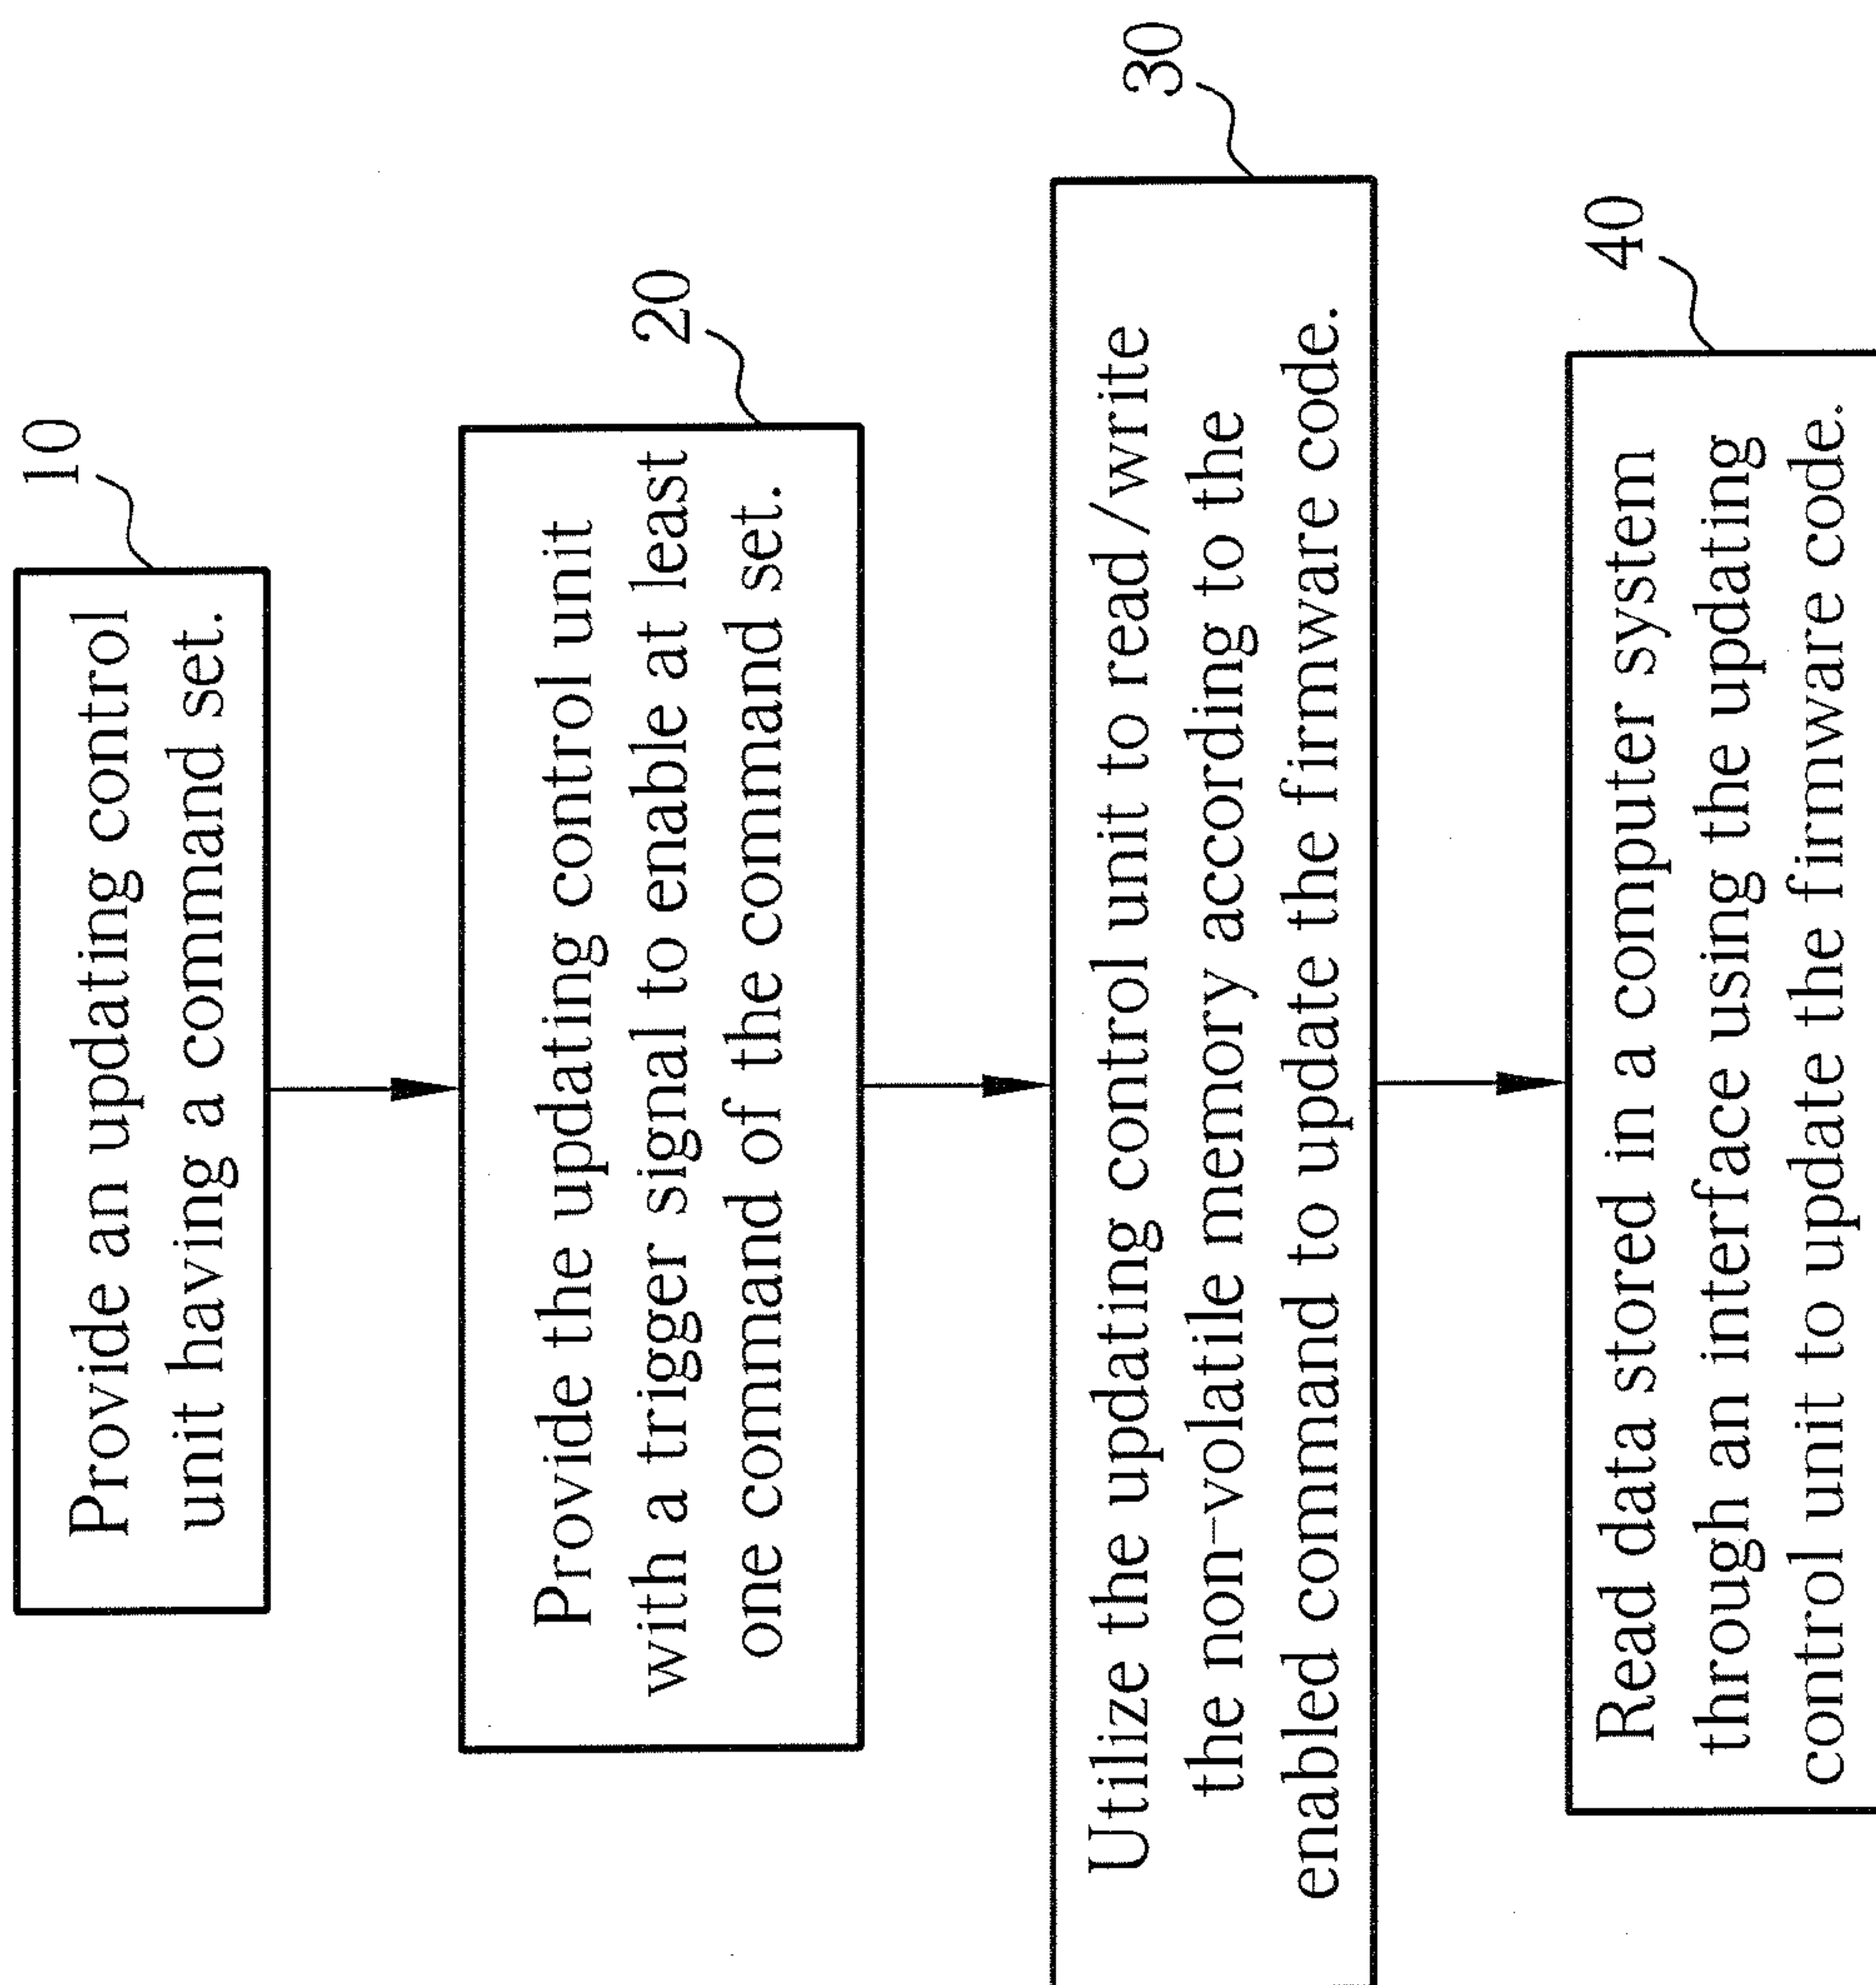 10
Provide an updating control
unit having a command set.
20
Provide the updating control unit
with a trigger signal to enable at least
one command of the command set.
30
Utilize the updating control unit to read/write
the non-volatile memory according to the
enabled command to update the firmware code.
40
Read data stored in a computer system
through an interface using the updating
control unit to update the firmware code.